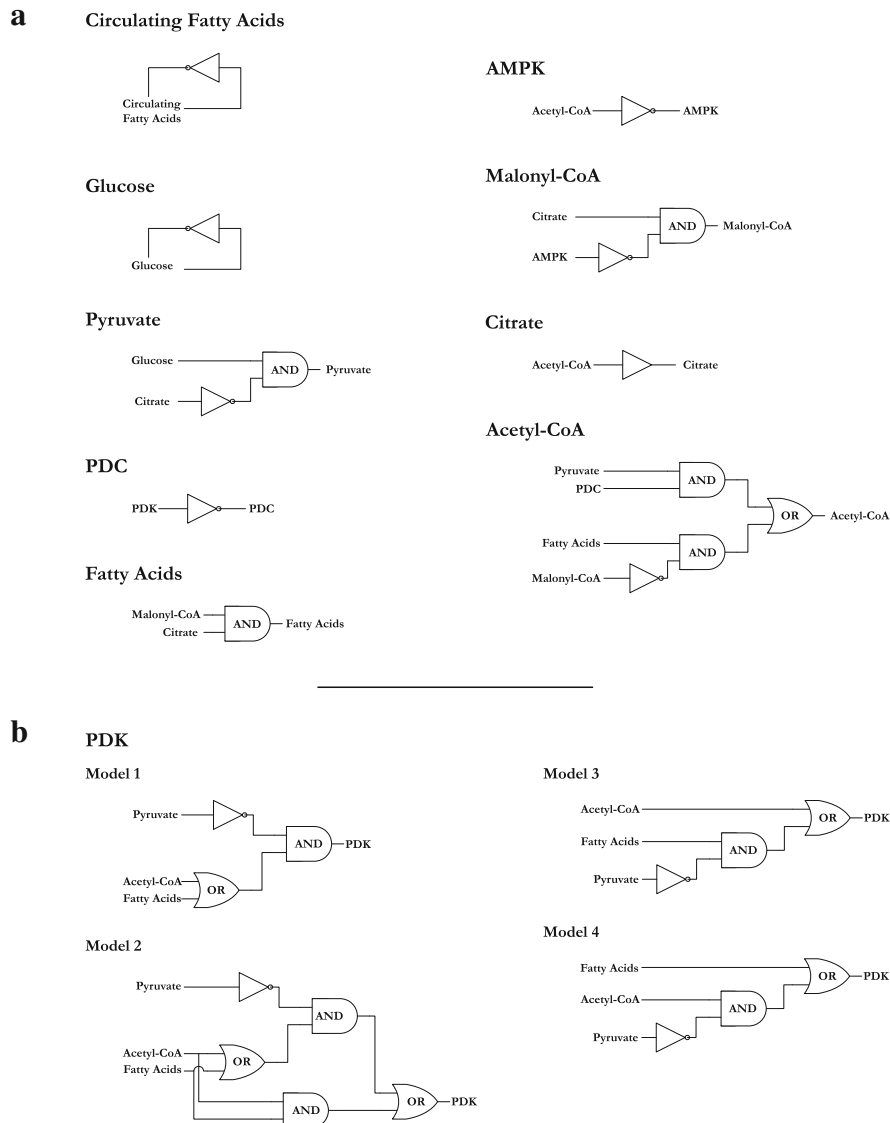 a
Circulating Fatty Acids
Circulating
Fatty Acids
Glucose
Glucose
Pyruvate
Glucose
Citrate
AND
Pyruvate
PDC
PDK
PDC
Fatty Acids
Malonyl-CoA
Citrate
AND
Fatty Acids
AMPK
Acetyl-CoA
AMPK
Malonyl-CoA
Citrate
AMPK
AND
Malonyl-CoA
Citrate
Acetyl-CoA
Citrate
Acetyl-CoA
Pyruvate
PDC
AND
Fatty Acids
Malonyl-CoA
AND
OR
Acetyl-CoA
b
PDK
Model 1
Pyruvate
Acetyl-CoA
Fatty Acids
OR
AND
PDK
Model 2
Pyruvate
AND
Acetyl-CoA
Fatty Acids
OR
AND
OR
PDK
Model 3
Acetyl-CoA
Fatty Acids
Pyruvate
AND
OR
PDK
Model 4
Fatty Acids
Acetyl-CoA
Pyruvate
AND
OR
PDK